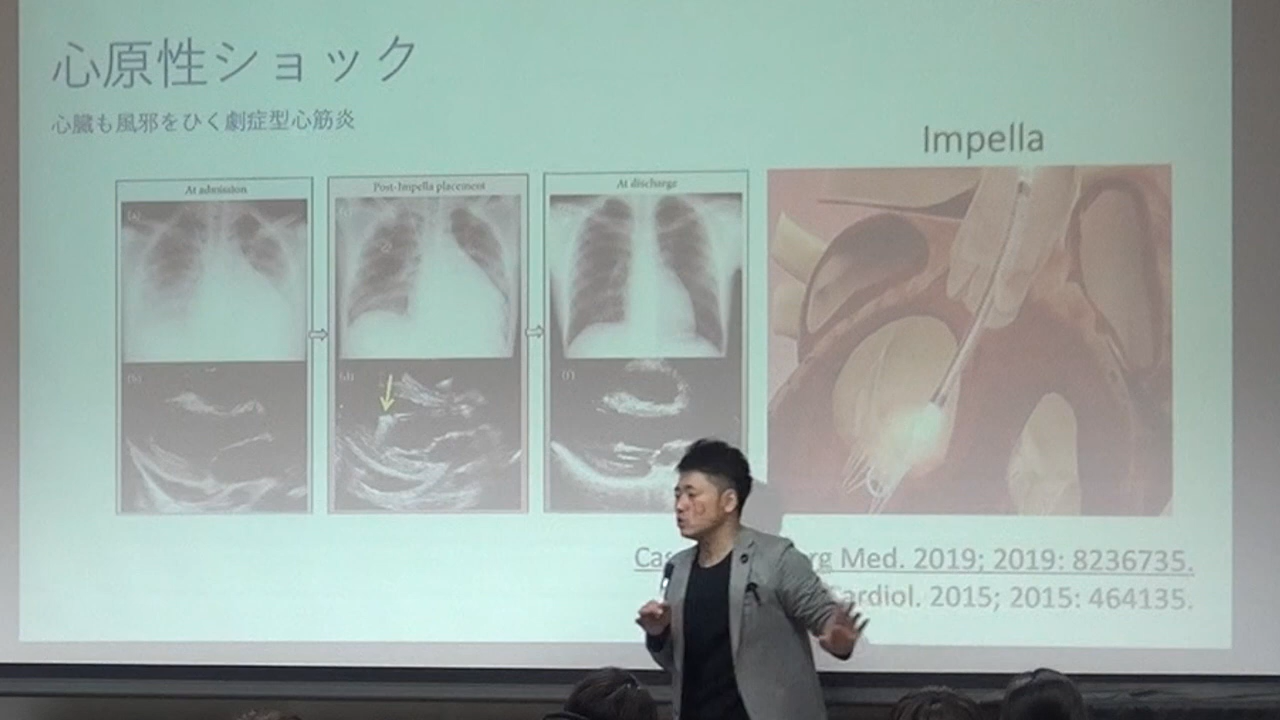 心原性ショック
心臓も風邪をひく劇症型心筋炎
Impella
At admission
Post-Impella placement
At discharge
(a)
(b)
(d)
(f)
Cas rg Med. 2019; 2019: 8236735.
Cardiol. 2015; 2015: 464135.